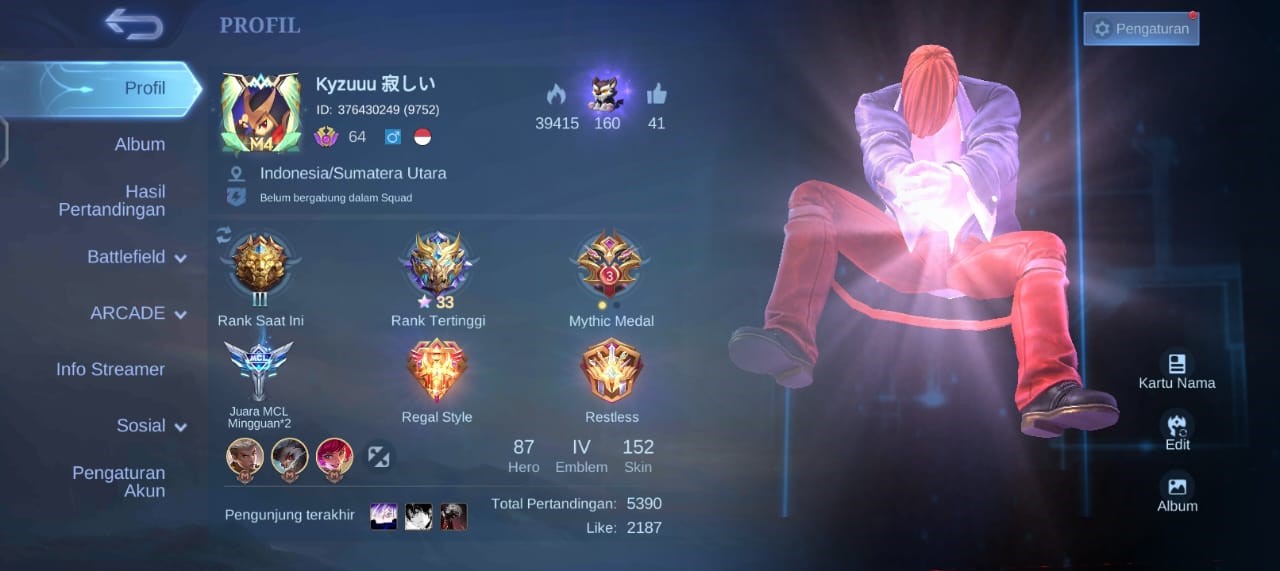 PROFIL
Pengaturan
Profil
Album
Hasil
Pertandingan
Battlefield
ARCADE
Info Streamer
Sosial
Pengaturan
Akun
M4
Kyzuuu 寂しい
ID: 376430249 (9752)
64
39415
160
41
Indonesia/Sumatera Utara
Belum bergabung dalam Squad
III
Rank Saat Ini
33
Rank Tertinggi
3
Mythic Medal
MCL
Juara MCL
Mingguan*2
Regal Style
Restless
M M M
87
Hero
IV
Emblem
152
Skin
Pengunjung terakhir
Total Pertandingan: 5390
Like: 2187
Kartu Nama
Edit
Album